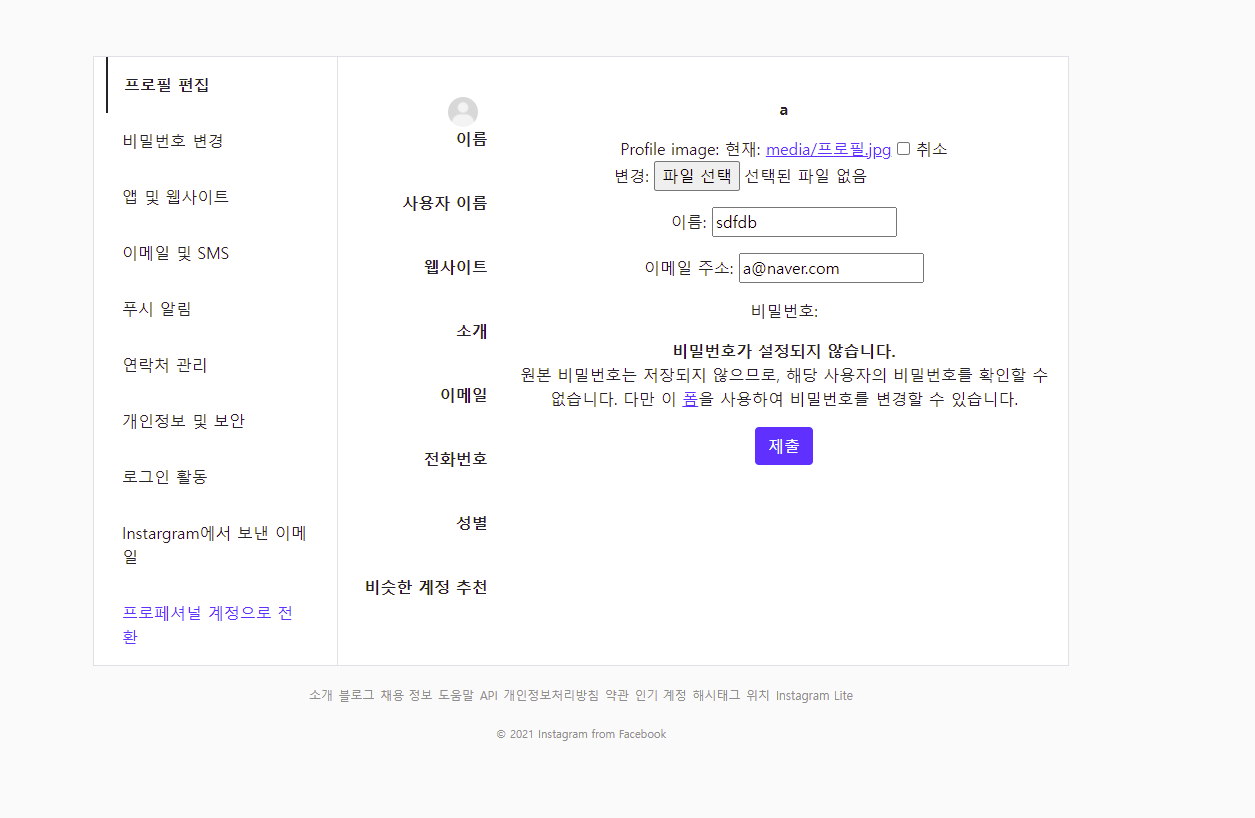 프로필 편집
비밀번호 변경
앱 및 웹사이트
이메일 및 SMS
푸시 알림
연락처 관리
개인정보 및 보안
로그인 활동
Instargram에서 보낸 이메
일
프로페셔널 계정으로 전
환
이름
사용자 이름
웹사이트
소개
이메일
전화번호
성별
비슷한 계정 추천
a
Profile image: 현재: media/프로필.jpg 취소
변경: 파일 선택 선택된 파일 없음
이름: sdfdb
이메일 주소: a@naver.com
비밀번호:
비밀번호가 설정되지 않습니다.
원본 비밀번호는 저장되지 않으므로, 해당 사용자의 비밀번호를 확인할 수
없습니다. 다만 이 폼을 사용하여 비밀번호를 변경할 수 있습니다.
제출
소개 블로그 채용 정보 도움말 API 개인정보처리방침 약관 인기 계정 해시태그 위치 Instagram Lite
© 2021 Instagram from Facebook